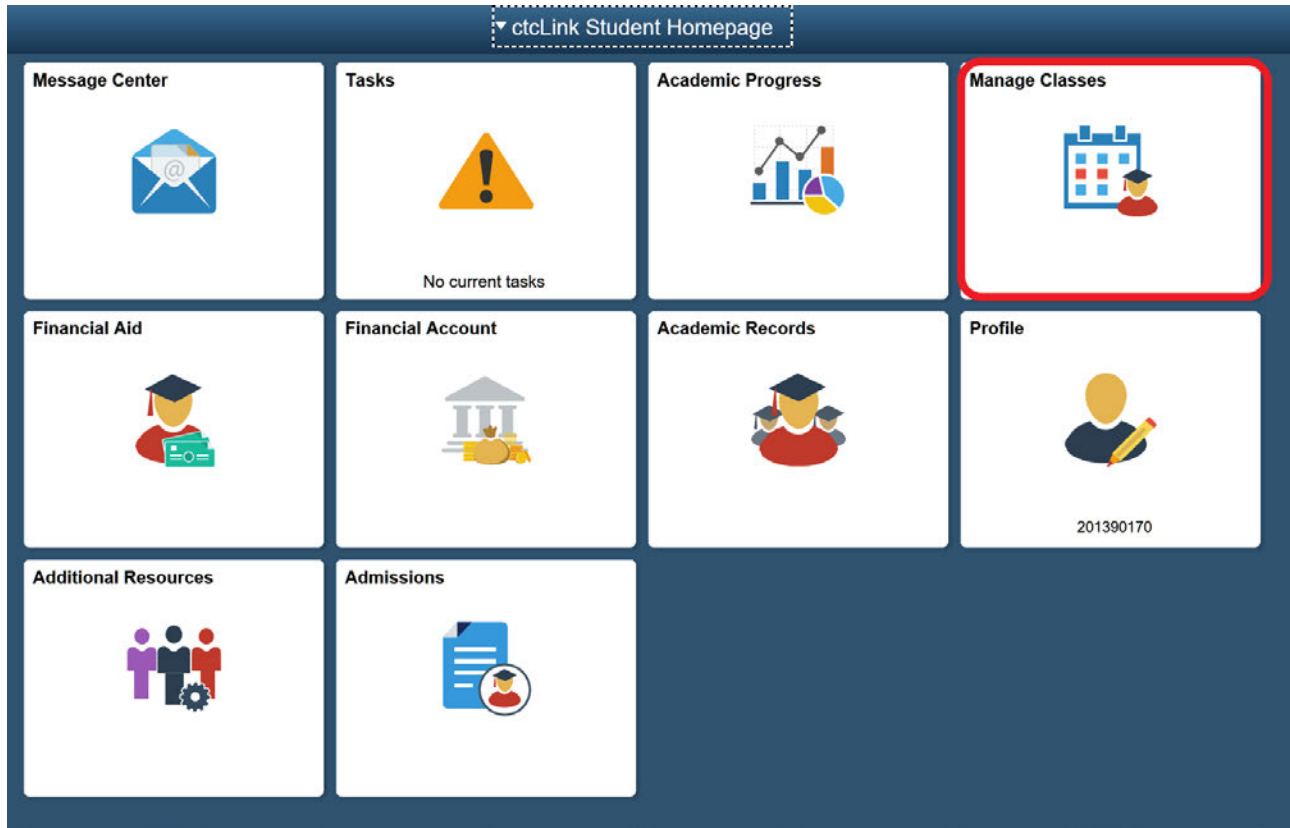 ctcLink Student Homepage
Message Center
Tasks
Academic Progress
Manage Classes
@
No current tasks
Financial Aid
Financial Account
Academic Records
Profile
201390170
Additional Resources
Admissions